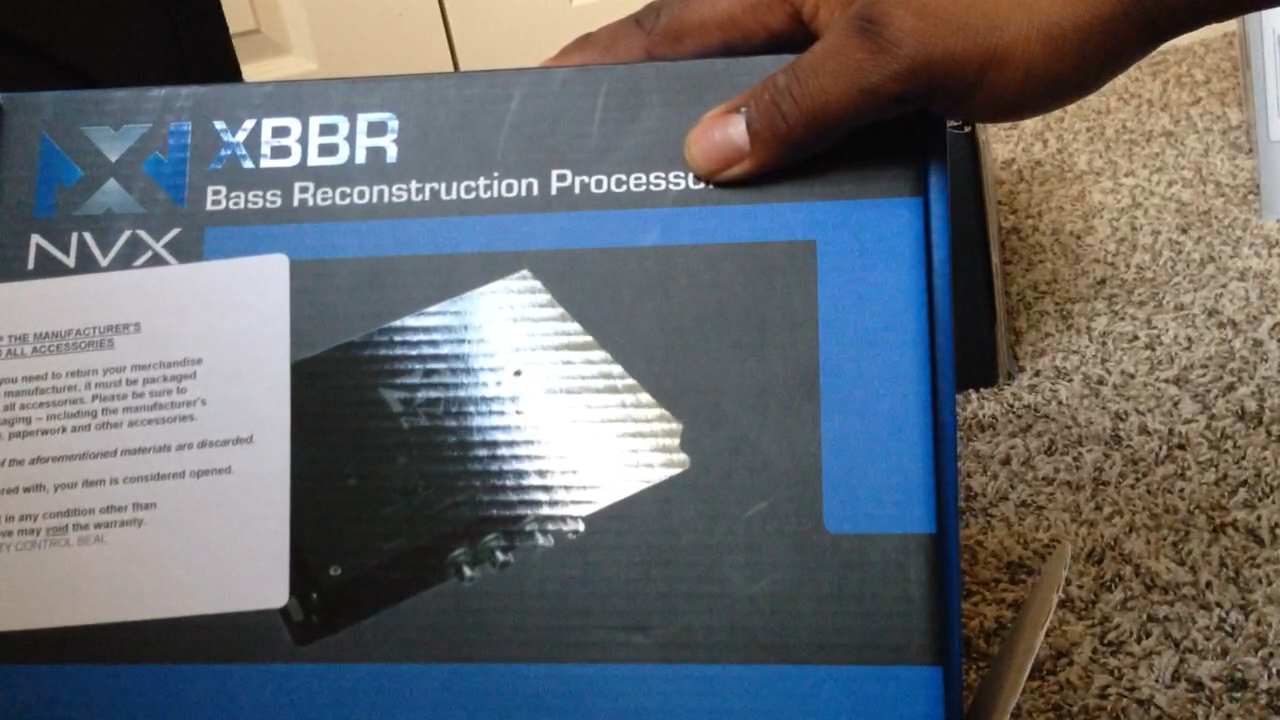 XBBR
Bass Reconstruction Processo
NVX
THE MANUFACTURER'S
ALL ACCESSORIES
you need to return your merchandise
manufacturer, it must be packaged
all accessories. Please be sure to
aging – including the manufacturer's
, paperwork and other accessories.
f the aforementioned materials are discarded.
red with, your item is considered opened.
in any condition other than
ve may void the warranty.
TY CONTROL SEAL